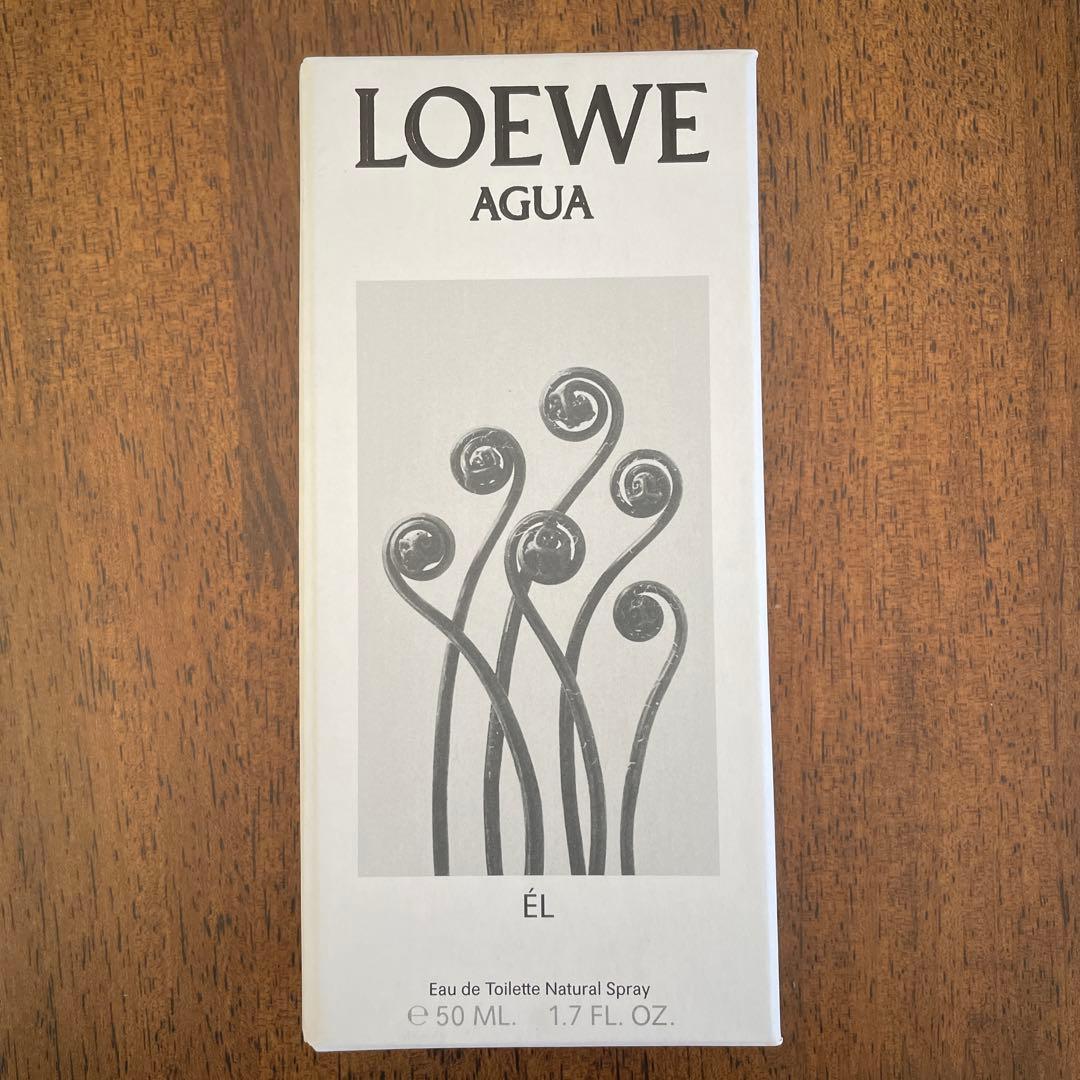 LOEWE
AGUA
ÉL
Eau de Toilette Natural Spray
℮ 50 ML. 1.7 FL. OZ.